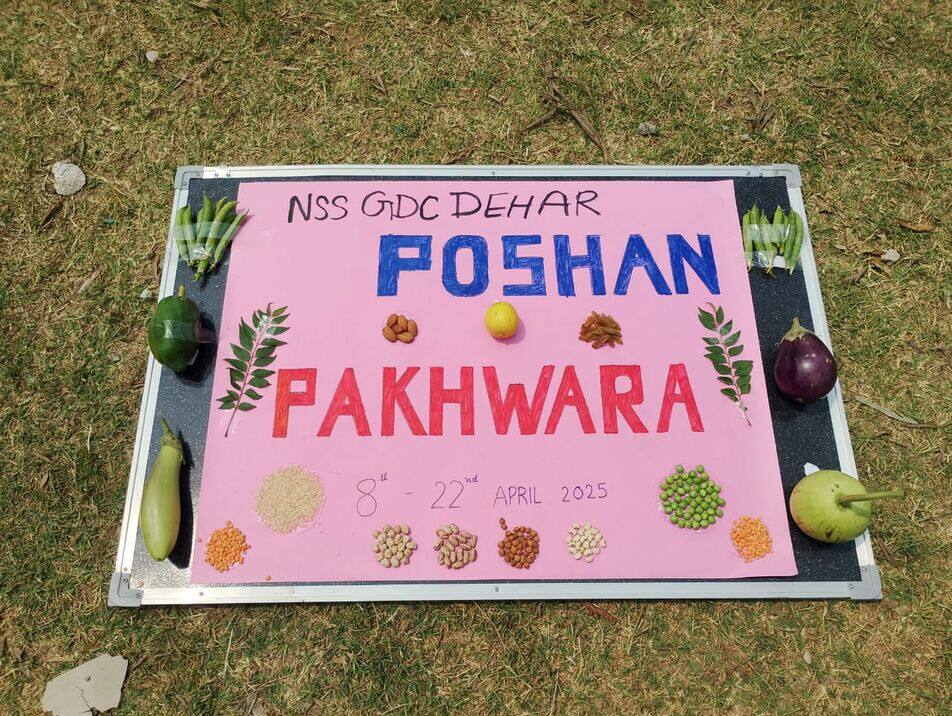 NSS GDC DEHAR
POSHAN
PAKHWARA
8th - 22nd APRIL 2025